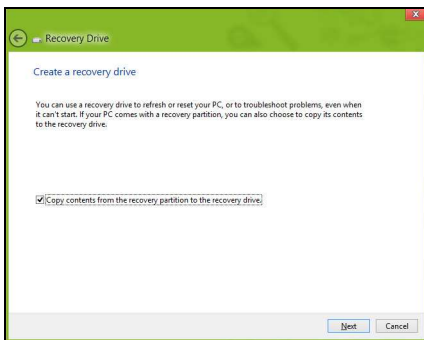 Recovery Drive
Create a recovery drive
You can use a recovery drive to refresh or reset your PC, or to troubleshoot problems, even when
it can't start. If your PC comes with a recovery partition, you can also choose to copy its contents
to the recovery drive.
Copy contents from the recovery partition to the recovery drive.
Next Cancel